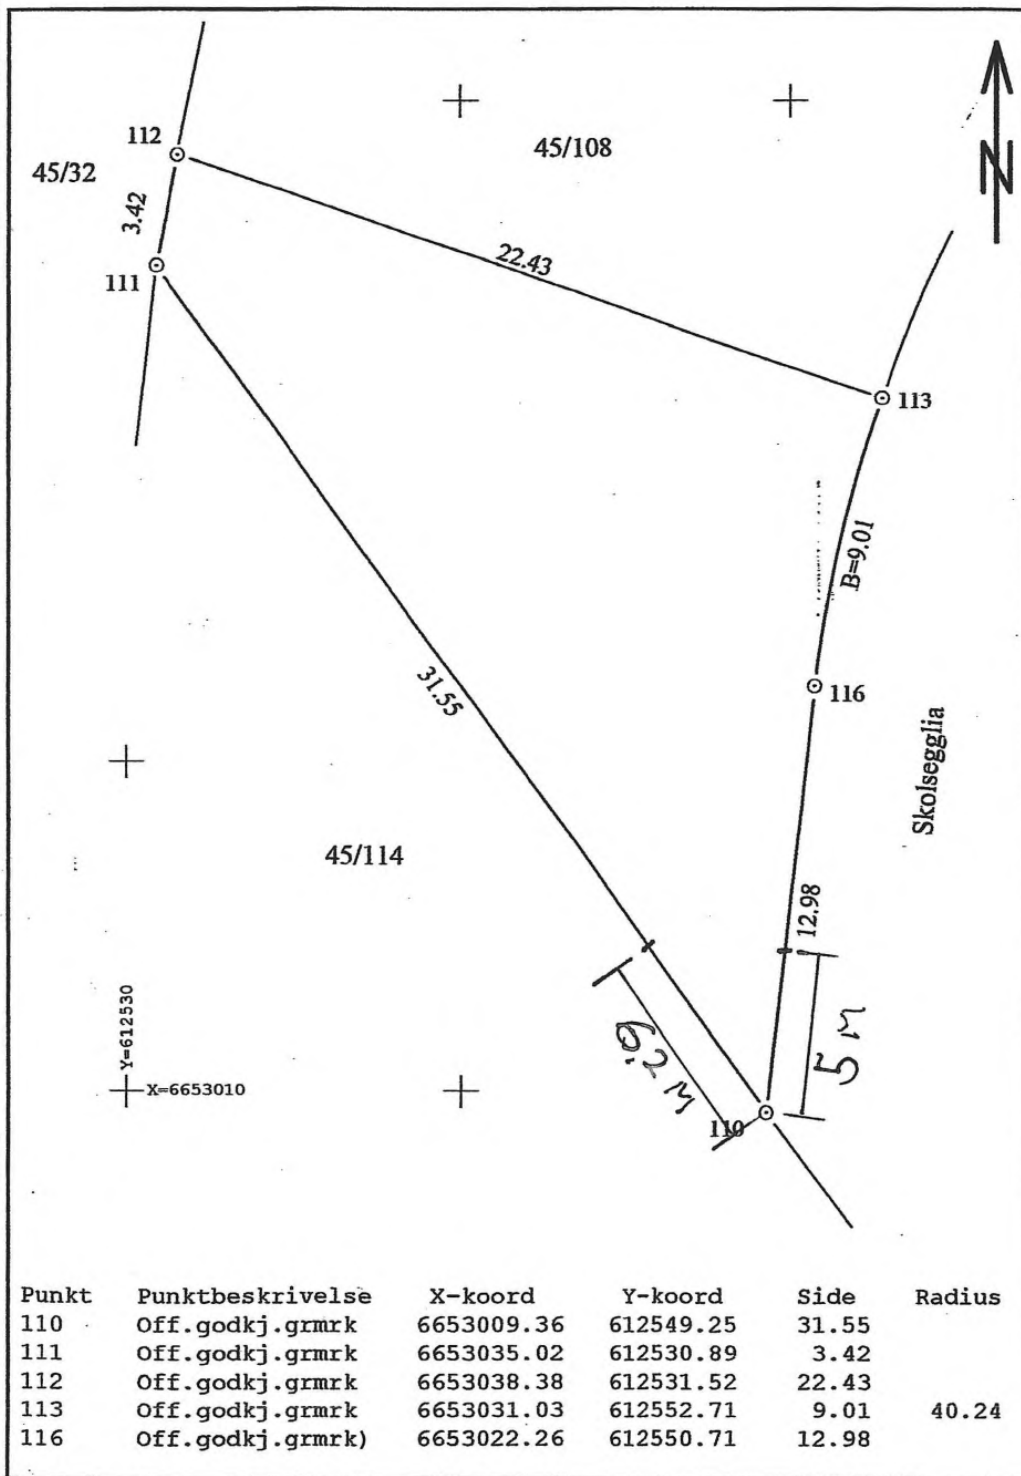 N
112
45/108
45/32
3.42
22.43
111
113
B=9.01
116
31.55
Skolsegglia
45/114
12.98
Y=612530
X=6653010
6,2 M
5 M
110
Punkt Punktbeskrivelse X-koord Y-koord Side Radius
110 Off.godkj.grmrk 6653009.36 612549.25 31.55
111 Off.godkj.grmrk 6653035.02 612530.89 3.42
112 Off.godkj.grmrk 6653038.38 612531.52 22.43
113 Off.godkj.grmrk 6653031.03 612552.71 9.01 40.24
116 Off.godkj.grmrk) 6653022.26 612550.71 12.98